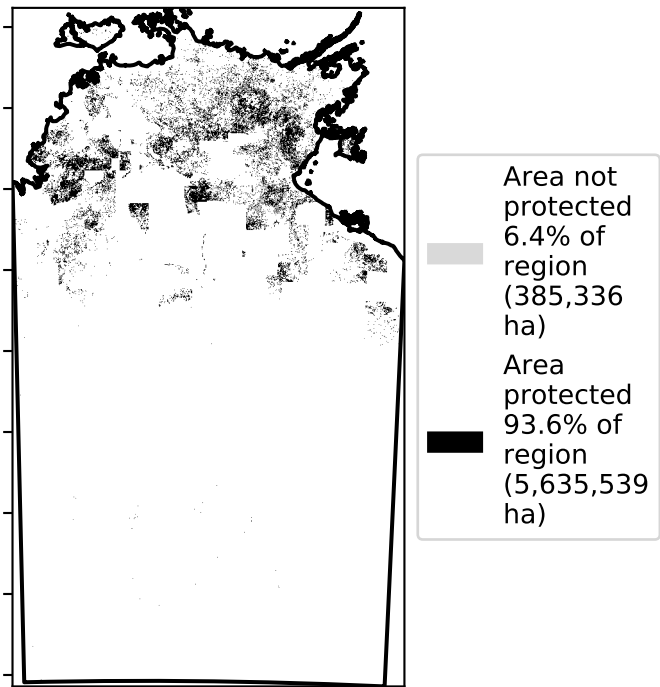 Area not
protected
6.4% of
region
(385,336
ha)
Area
protected
93.6% of
region
(5,635,539
ha)